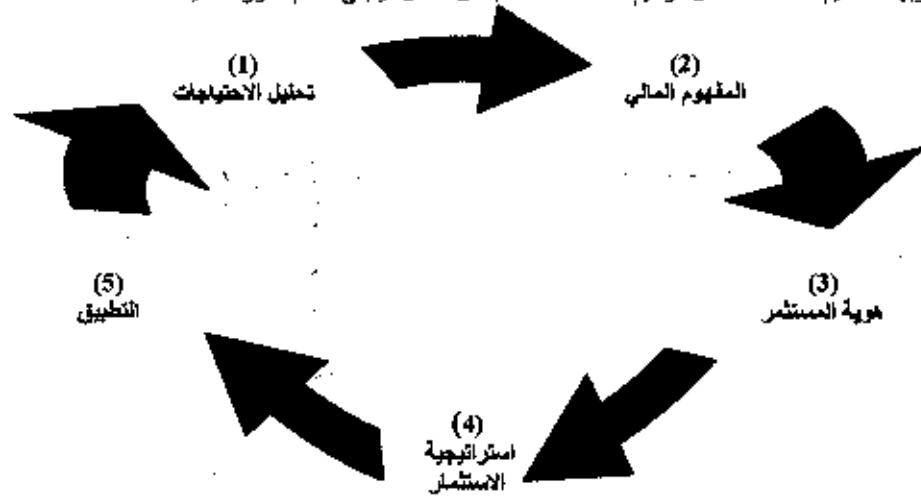 (1)
تحليل الاحتياجات
(2)
المفهوم المالي
(3)
هوية المستثمر
(4)
استراتيجية
الاستثمار
(5)
التطبيق